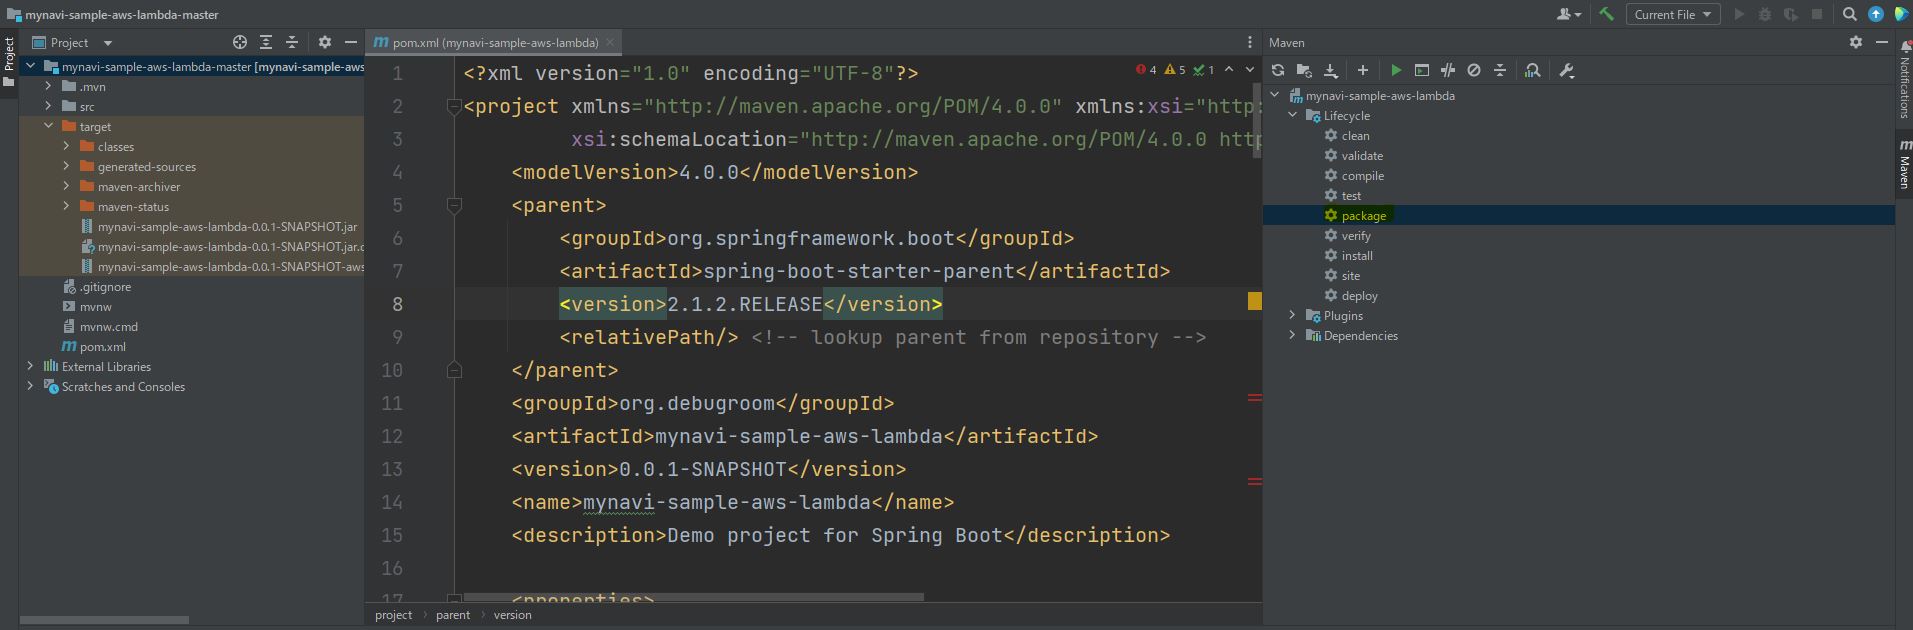 mynavi-sample-aws-lambda-master
Current File
Project
pom.xml (mynavi-sample-aws-lambda)
Maven
Project
mynavi-sample-aws-lambda-master [mynavi-sample-aws
.mvn
src
target
classes
generated-sources
maven-archiver
maven-status
mynavi-sample-aws-lambda-0.0.1-SNAPSHOT.jar
mynavi-sample-aws-lambda-0.0.1-SNAPSHOT.jar.o
mynavi-sample-aws-lambda-0.0.1-SNAPSHOT-aws
.gitignore
mvnw
mvnw.cmd
pom.xml
External Libraries
Scratches and Consoles
4 5 1
1 <?xml version="1.0" encoding="UTF-8"?>
2 <project xmlns="http://maven.apache.org/POM/4.0.0" xmlns:xsi="http:
3 xsi:schemaLocation="http://maven.apache.org/POM/4.0.0 http
4 <modelVersion>4.0.0</modelVersion>
5 <parent>
6 <groupId>org.springframework.boot</groupId>
7 <artifactId>spring-boot-starter-parent</artifactId>
8 <version>2.1.2.RELEASE</version>
9 <relativePath/> <!-- lookup parent from repository -->
10 </parent>
11 <groupId>org.debugroom</groupId>
12 <artifactId>mynavi-sample-aws-lambda</artifactId>
13 <version>0.0.1-SNAPSHOT</version>
14 <name>mynavi-sample-aws-lambda</name>
15 <description>Demo project for Spring Boot</description>
16
17 <properties>
project > parent > version
mynavi-sample-aws-lambda
Lifecycle
clean
validate
compile
test
package
verify
install
site
deploy
Plugins
Dependencies
Notifications
Maven